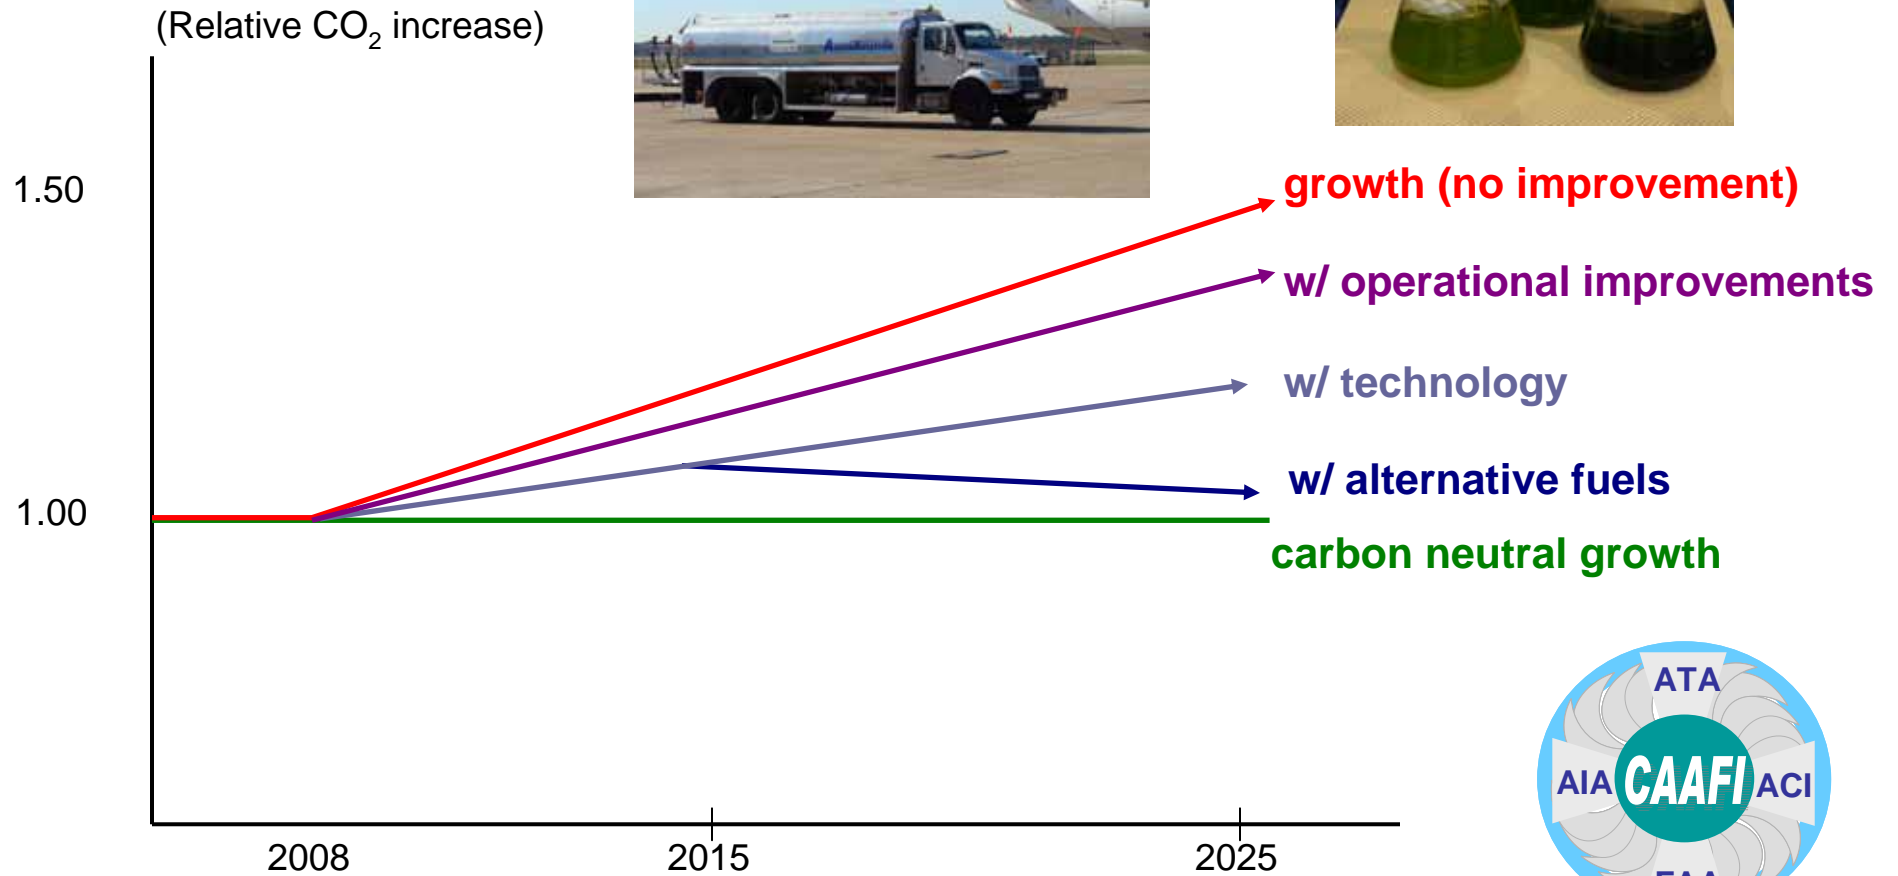 (Relative CO₂ increase)
1.50
growth (no improvement)
w/ operational improvements
w/ technology
w/ alternative fuels
1.00
carbon neutral growth
ATA
AIA CAAFI ACI
FAA
2008 2015 2025